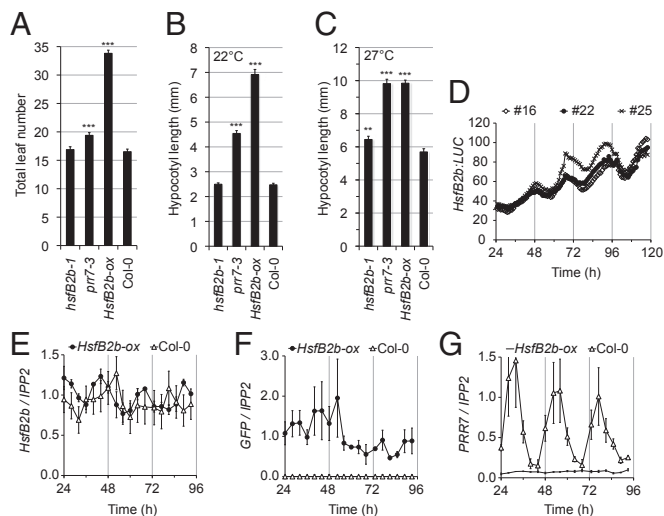 A
Total leaf number
35
30
25
20
15
10
5
0
***
***
hsfB2b-1
prr7-3
HsfB2b-ox
Col-0
B
22°C
Hypocotyl length (mm)
8
7
6
5
4
3
2
1
0
***
***
hsfB2b-1
prr7-3
HsfB2b-ox
Col-0
C
27°C
Hypocotyl length (mm)
12
10
8
6
4
2
0
**
***
***
hsfB2b-1
prr7-3
HsfB2b-ox
Col-0
D
#16 #22 #25
HsfB2b:LUC
120
100
80
60
40
20
0
24 48 72 96 120
Time (h)
E
HsfB2b-ox Col-0
HsfB2b / IPP2
1.5
1.0
0.5
0.0
24 48 72 96
Time (h)
F
HsfB2b-ox Col-0
GFP / IPP2
3.0
2.0
1.0
0.0
24 48 72 96
Time (h)
G
HsfB2b-ox Col-0
PRR7 / IPP2
1.5
1.0
0.5
0.0
24 48 72 96
Time (h)